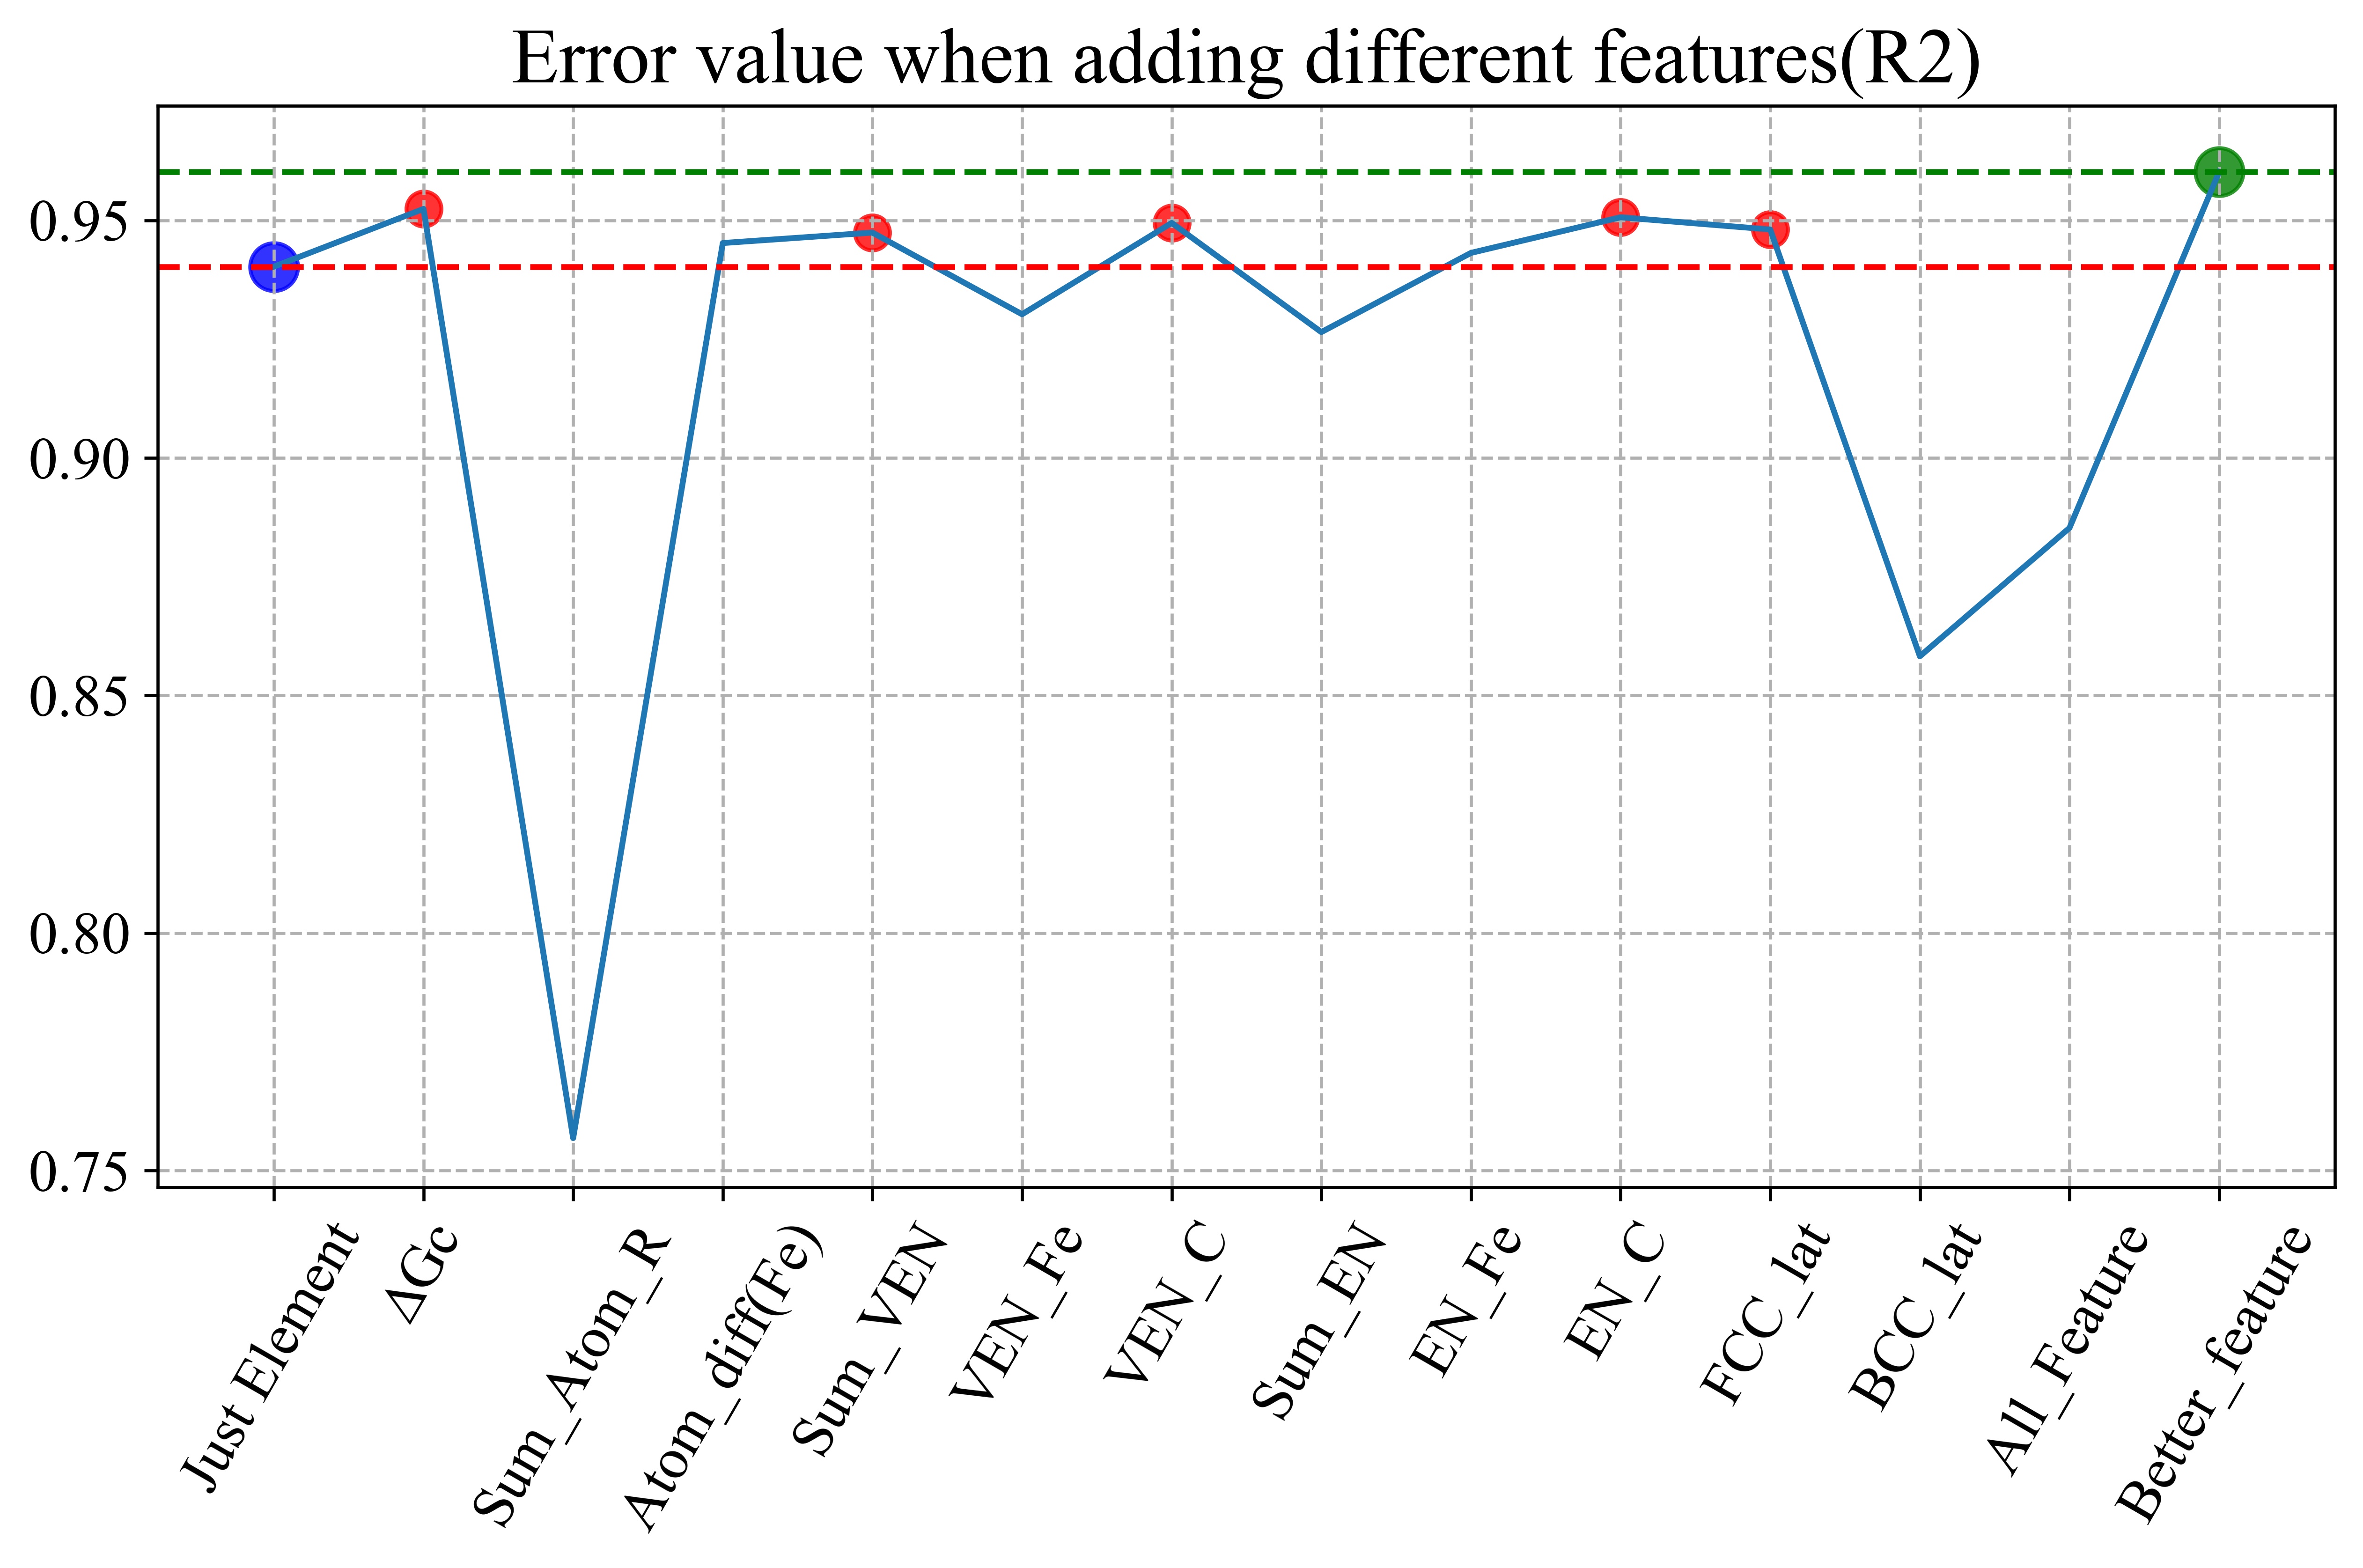 Error value when adding different features(R2)
0.95
0.90
0.85
0.80
0.75
Just Element
ΔGc
Sum_Atom_R
Atom_diff(Fe)
Sum_VEN
VEN_Fe
VEN_C
Sum_EN
EN_Fe
EN_C
FCC_lat
BCC_lat
All_Feature
Better_feature